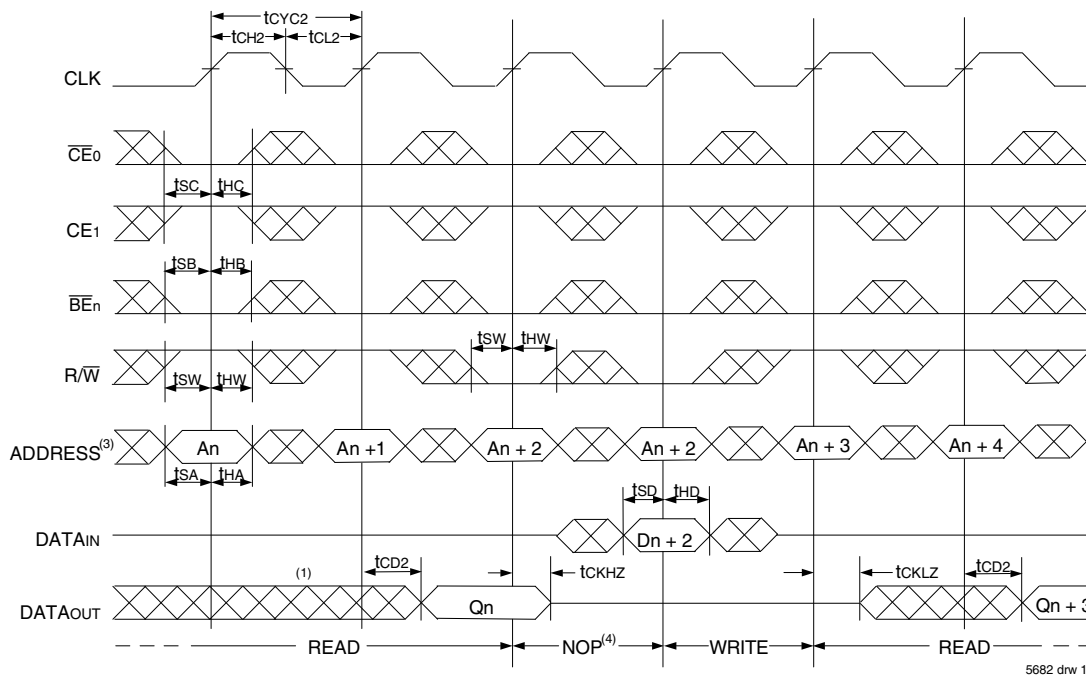 tCYC2
tCH2 tCL2
CLK
CE0
tSC tHC
CE1
tSB tHB
BEn
tSW tHW
R/W
tSW tHW
ADDRESS(3) An An +1 An + 2 An + 2 An + 3 An + 4
tSA tHA
tSD tHD
DATAIN Dn + 2
(1) tCD2 tCKHZ tCKLZ tCD2
DATAOUT Qn Qn + 3
READ NOP(4) WRITE READ
5682 drw 1